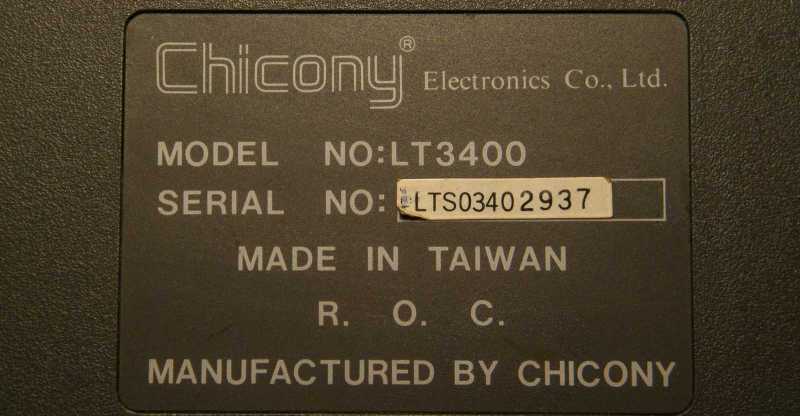 Chicony® Electronics Co., Ltd.
MODEL NO:LT3400
SERIAL NO: LTS03402937
MADE IN TAIWAN
R. O. C.
MANUFACTURED BY CHICONY